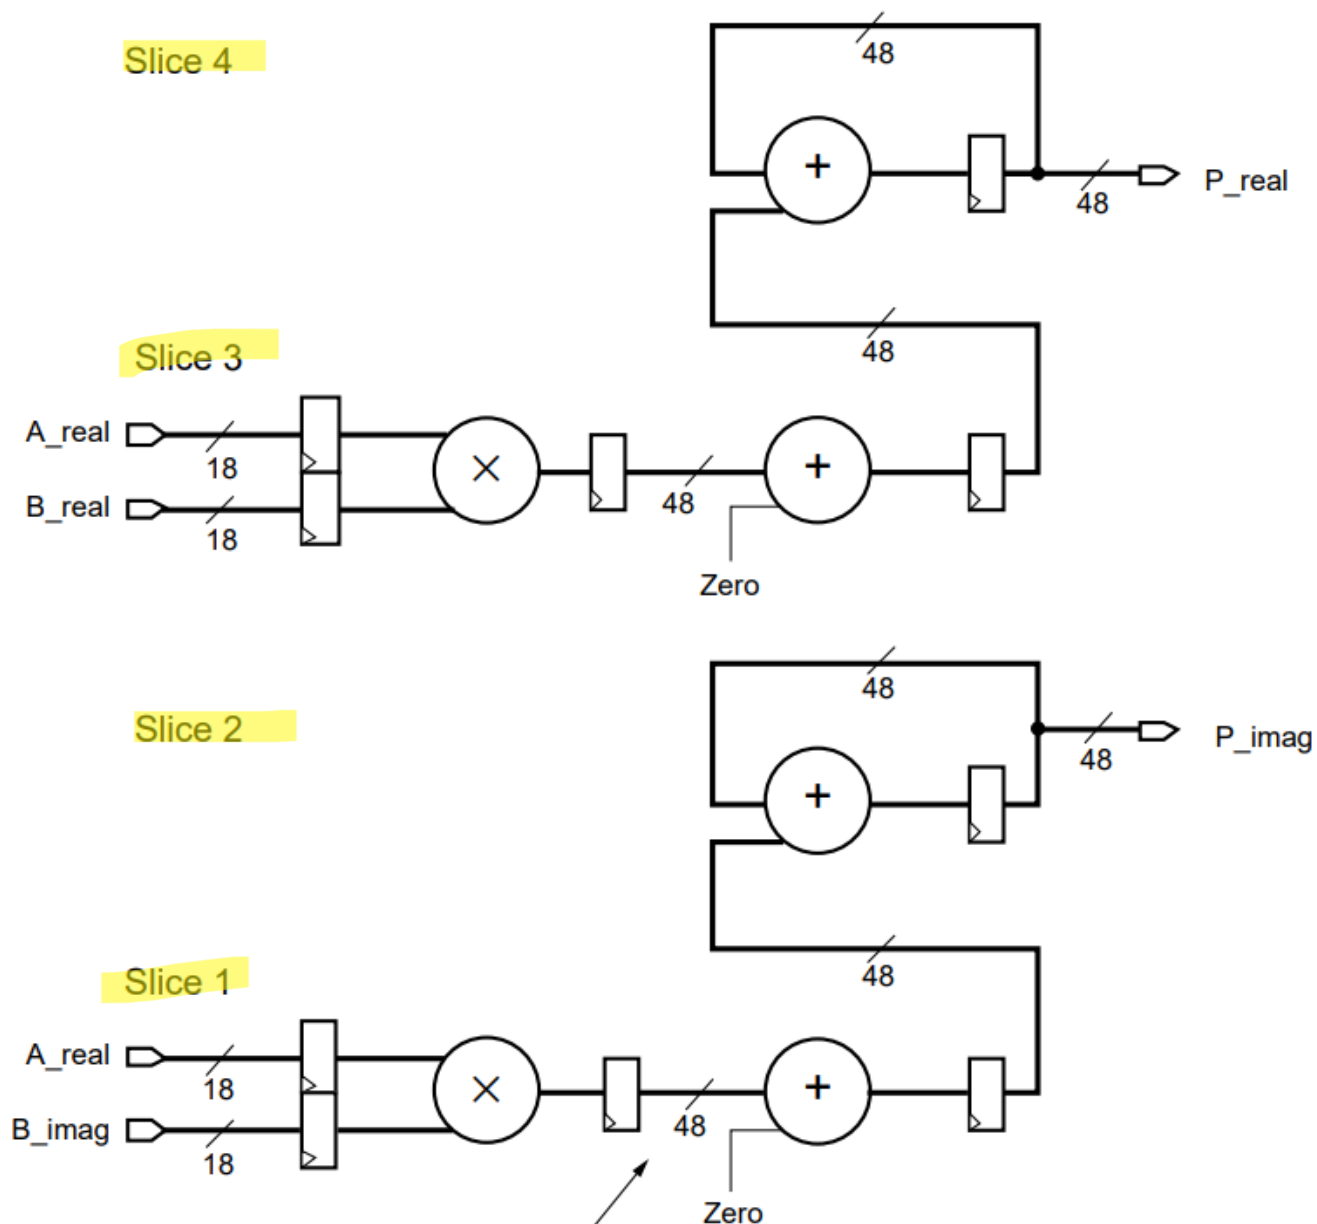 48
Slice 4
+
P_real
48
48
Slice 3
A_real
18
×
+
48
B_real
18
Zero
48
Slice 2
P_imag
48
+
48
Slice 1
A_real
18
×
+
48
B_imag
18
Zero